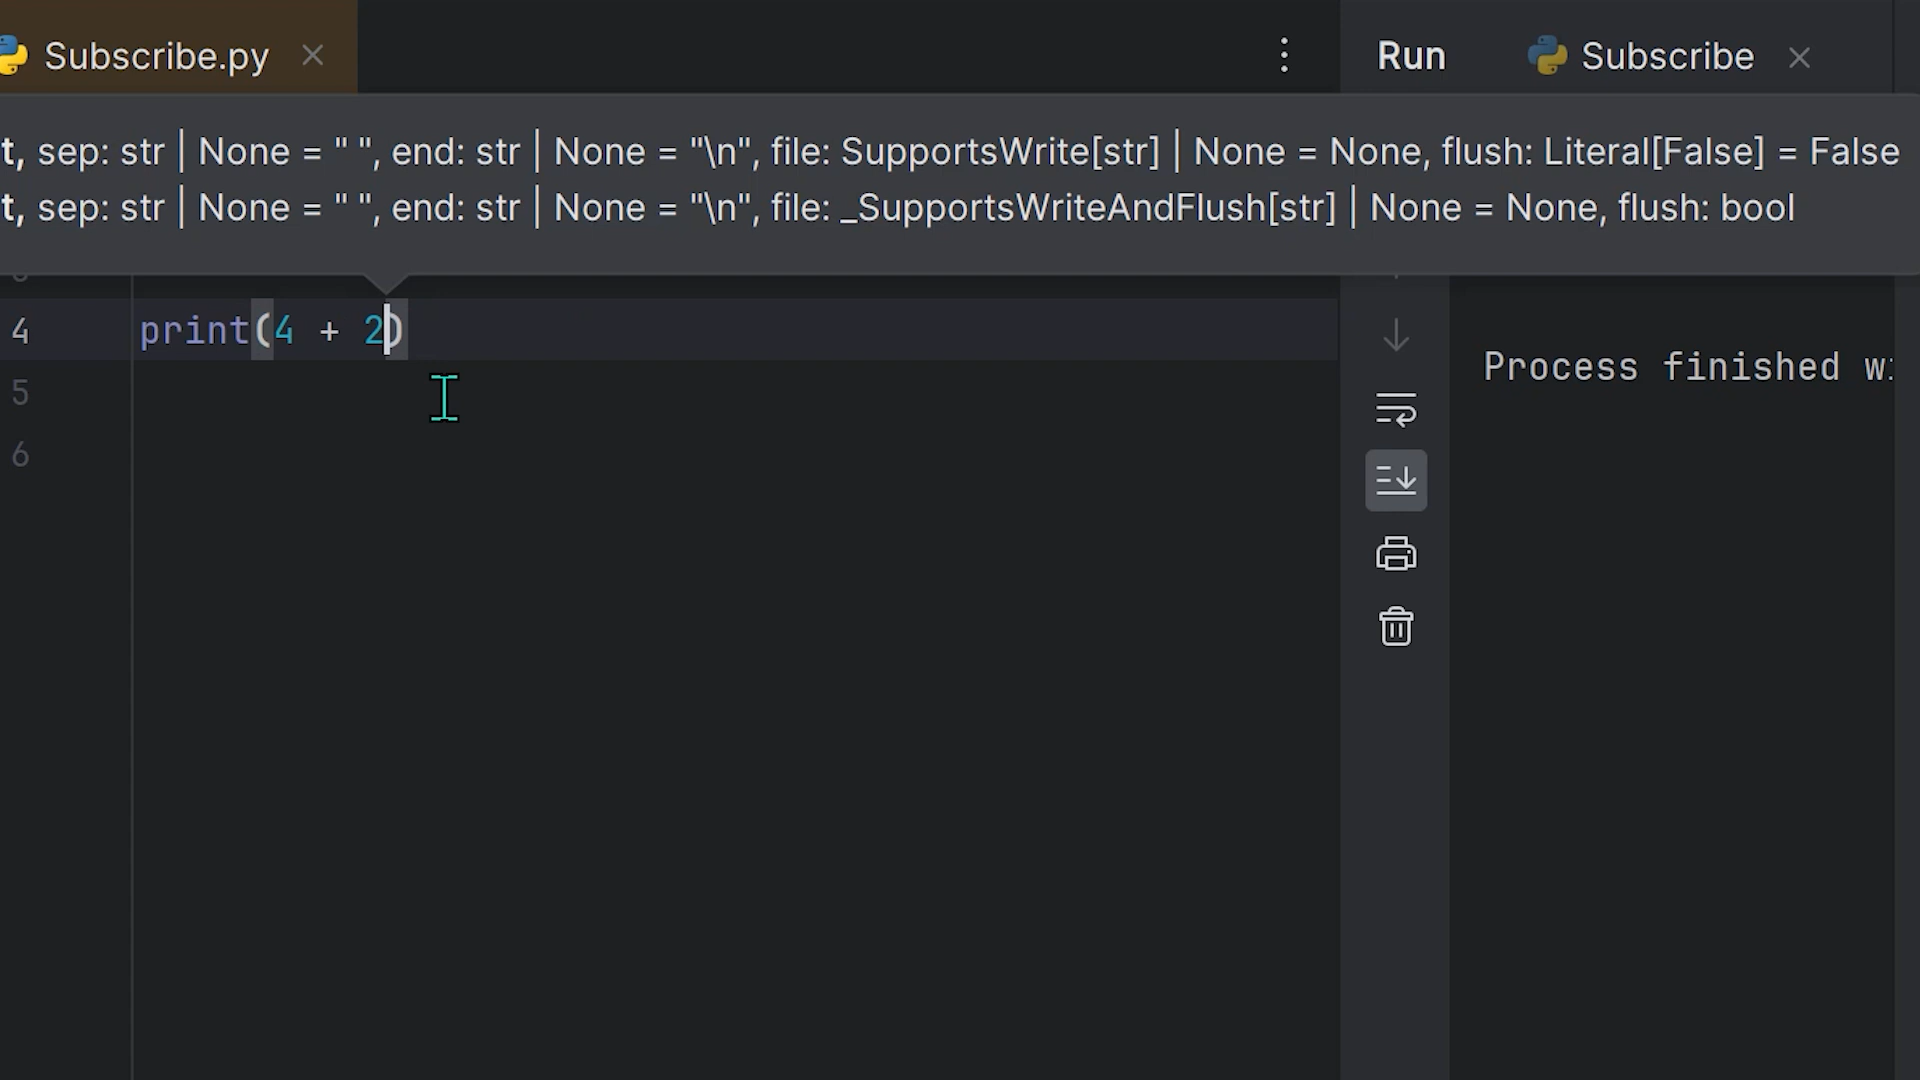 Subscribe.py
Run Subscribe
t, sep: str | None = " ", end: str | None = "\n", file: SupportsWrite[str] | None = None, flush: Literal[False] = False
t, sep: str | None = " ", end: str | None = "\n", file: _SupportsWriteAndFlush[str] | None = None, flush: bool
4 print(4 + 2)
5
6
Process finished